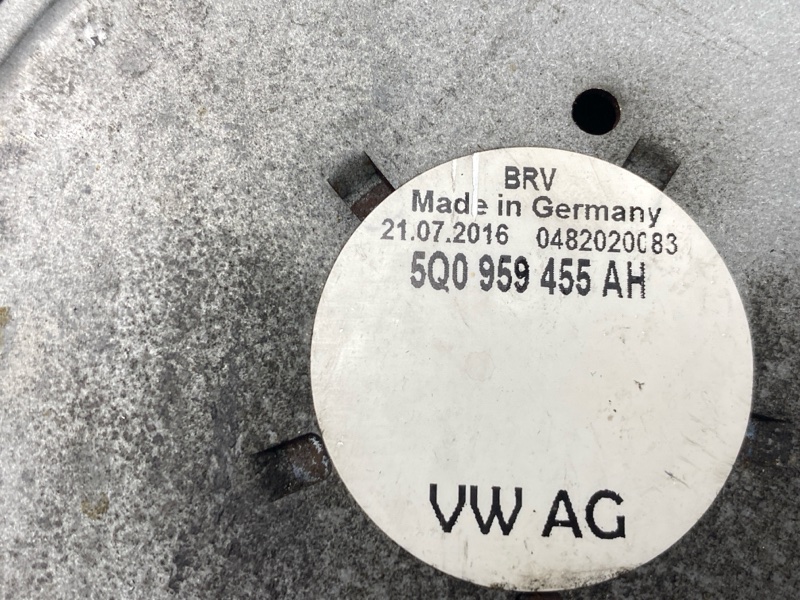 BRV
Made in Germany
21.07.2016 0482020083
5Q0 959 455 AH
VW AG